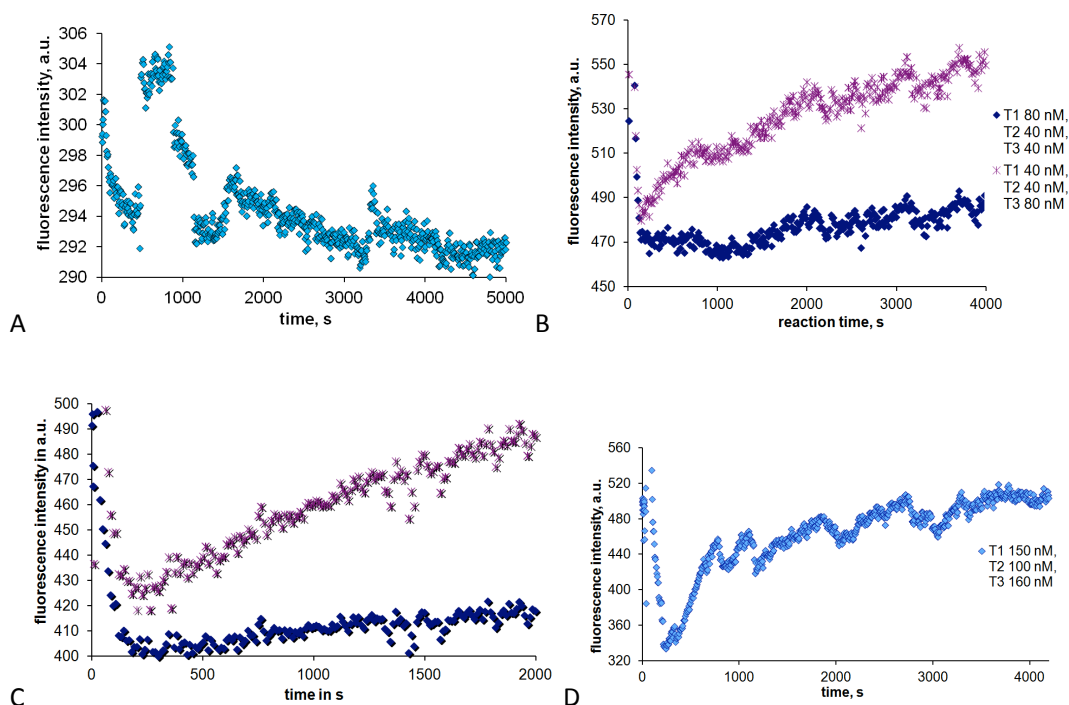 306
304
302
300
298
296
294
292
290
fluorescence intensity, a.u.
0 1000 2000 3000 4000 5000
time, s
A
570
550
530
510
490
470
450
fluorescence intensity, a.u.
0 1000 2000 3000 4000
reaction time, s
T1 80 nM,
T2 40 nM,
T3 40 nM
T1 40 nM,
T2 40 nM,
T3 80 nM
B
500
490
480
470
460
450
440
430
420
410
400
fluorescence intensity in a.u.
0 500 1000 1500 2000
time in s
C
560
520
480
440
400
360
320
fluorescence intensity, a.u.
0 1000 2000 3000 4000
time, s
T1 150 nM,
T2 100 nM,
T3 160 nM
D